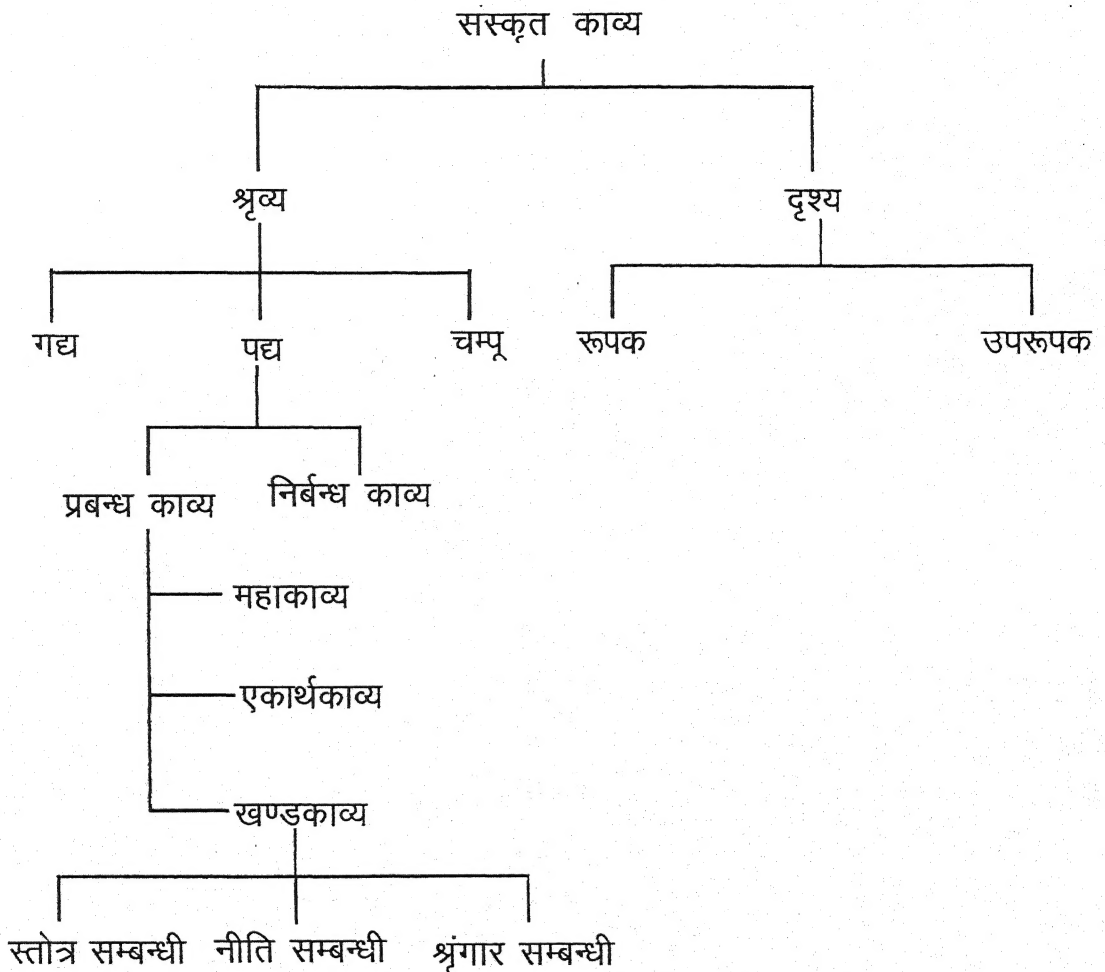 सस्कृत काव्य
श्रृव्य दृश्य
गद्य पद्य चम्पू रूपक उपरूपक
प्रबन्ध काव्य निर्बन्ध काव्य
महाकाव्य
एकार्थकाव्य
खण्डकाव्य
स्तोत्र सम्बन्धी नीति सम्बन्धी श्रृंगार सम्बन्धी